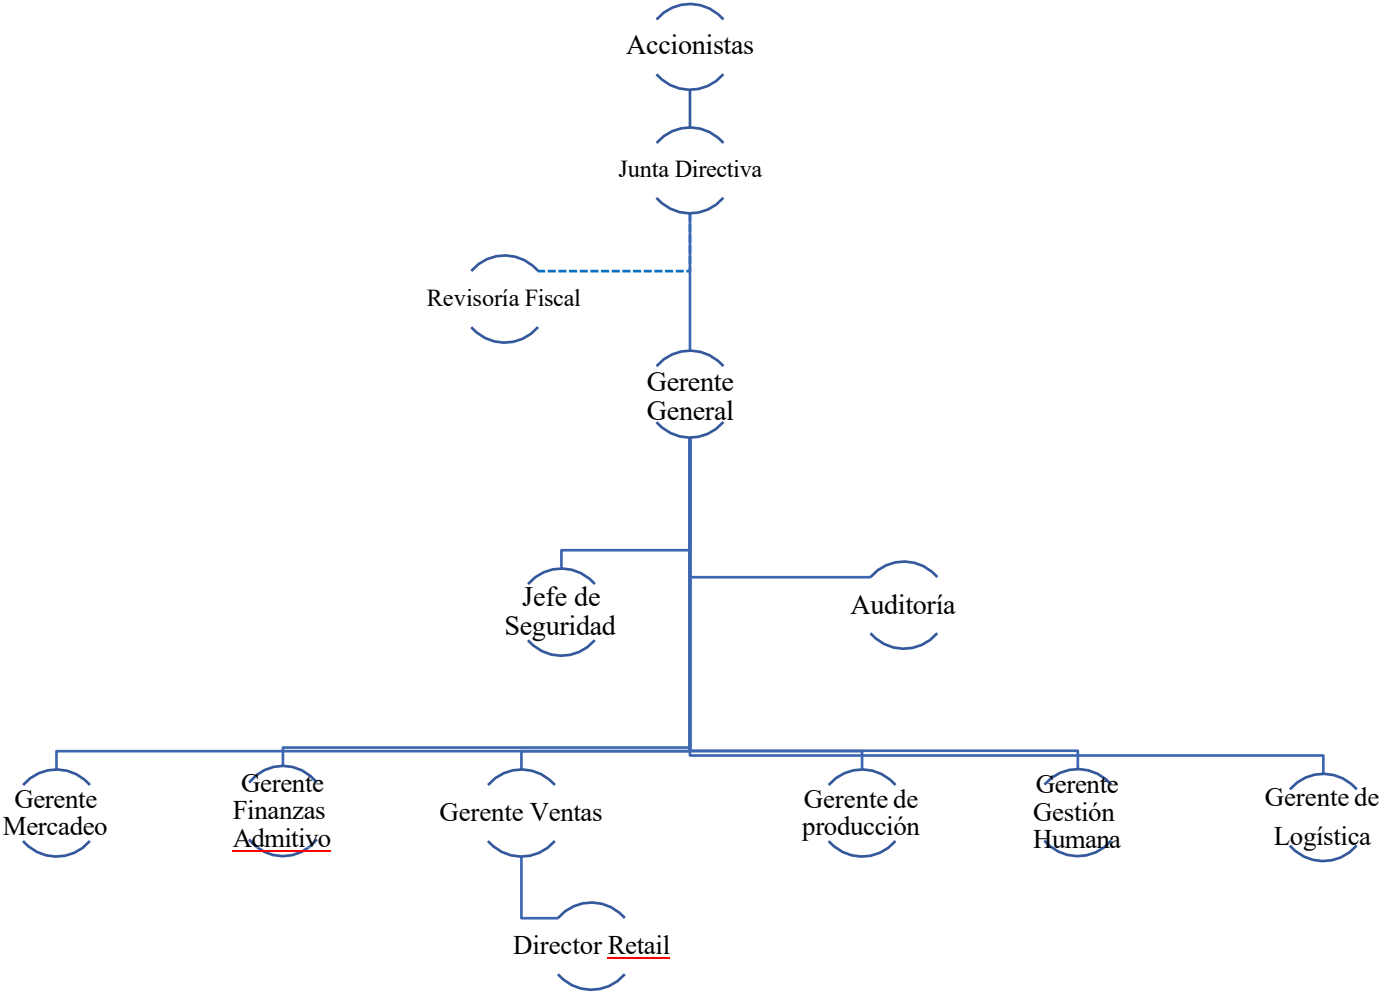 Accionistas
Junta Directiva
Revisoría Fiscal
Gerente
General
Jefe de
Seguridad
Auditoría
Gerente
Mercadeo
Gerente
Finanzas
Admitivo
Gerente Ventas
Gerente de
producción
Gerente
Gestión
Humana
Gerente de
Logística
Director Retail